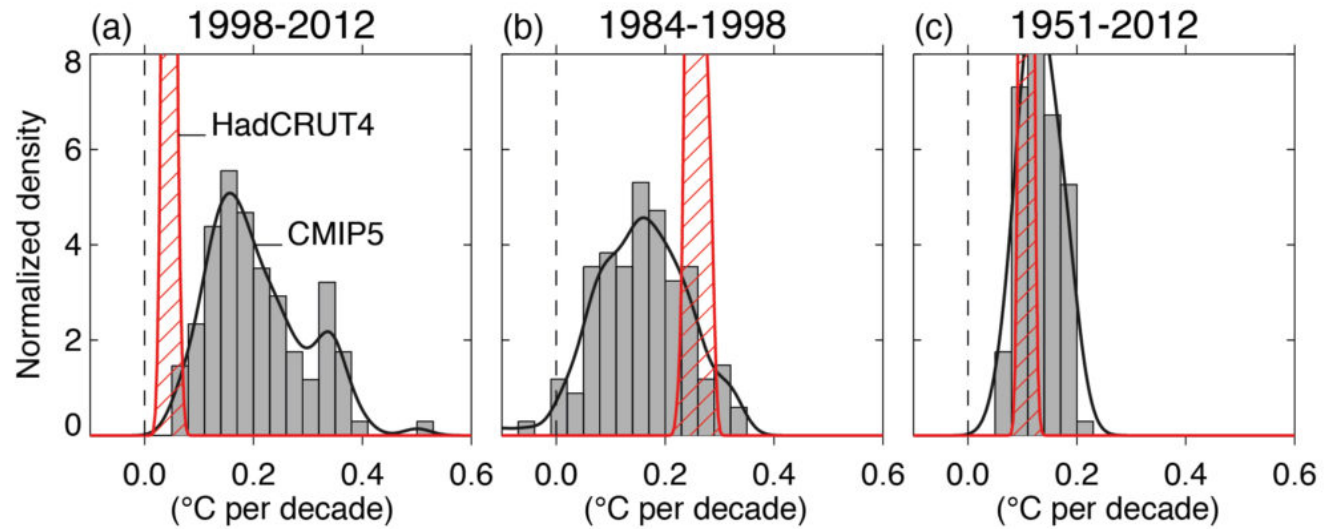 (a) 1998-2012 (b) 1984-1998 (c) 1951-2012
Normalized density
8
6
4
2
0
HadCRUT4
CMIP5
0.0 0.2 0.4 0.6 0.0 0.2 0.4 0.6 0.0 0.2 0.4 0.6
(°C per decade) (°C per decade) (°C per decade)